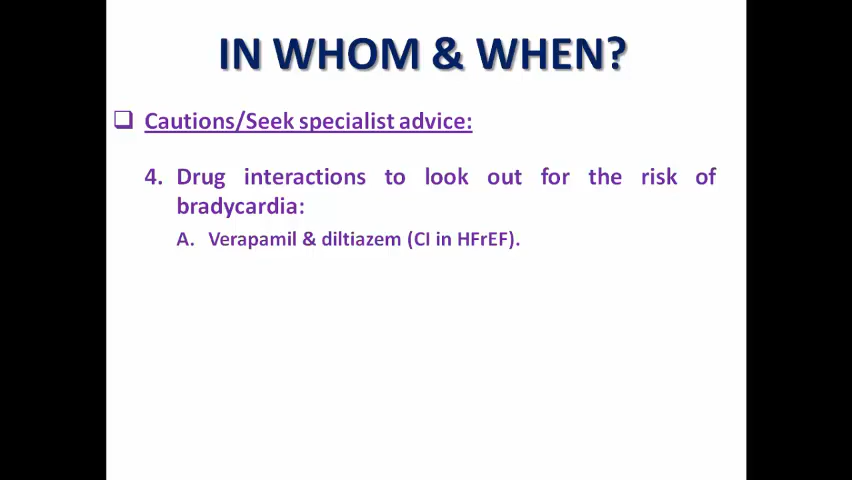 IN WHOM & WHEN?
❑ Cautions/Seek specialist advice:
4. Drug interactions to look out for the risk of
bradycardia:
A. Verapamil & diltiazem (CI in HFrEF).